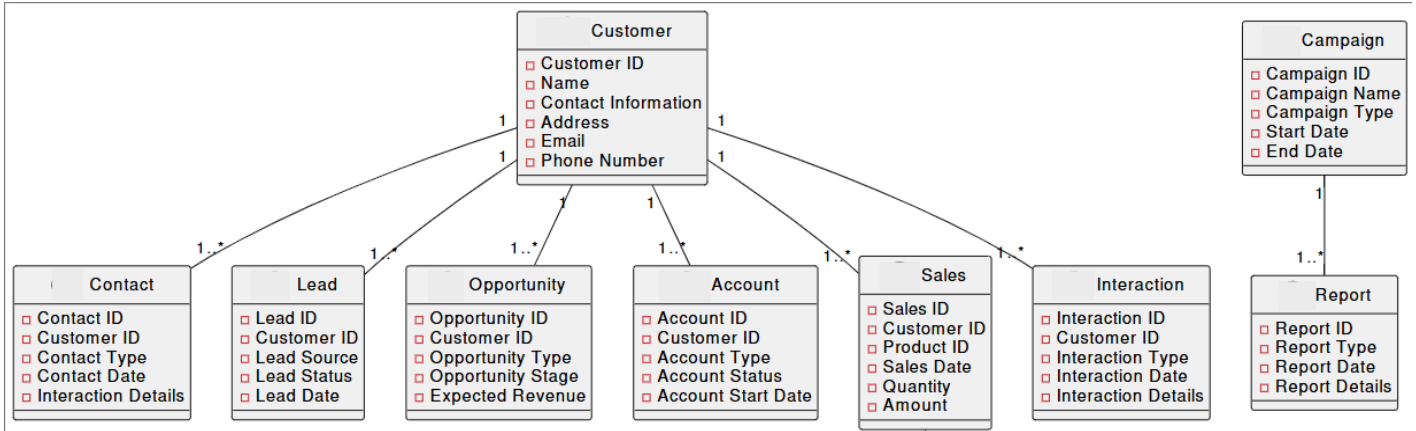 Customer
Customer ID
Name
Contact Information
Address
Email
Phone Number
Campaign
Campaign ID
Campaign Name
Campaign Type
Start Date
End Date
1
1
1
1
1
1
1
1..*
1..*
1..*
1..*
1..*
1..*
1..*
Contact
Contact ID
Customer ID
Contact Type
Contact Date
Interaction Details
Lead
Lead ID
Customer ID
Lead Source
Lead Status
Lead Date
Opportunity
Opportunity ID
Customer ID
Opportunity Type
Opportunity Stage
Expected Revenue
Account
Account ID
Customer ID
Account Type
Account Status
Account Start Date
Sales
Sales ID
Customer ID
Product ID
Sales Date
Quantity
Amount
Interaction
Interaction ID
Customer ID
Interaction Type
Interaction Date
Interaction Details
Report
Report ID
Report Type
Report Date
Report Details